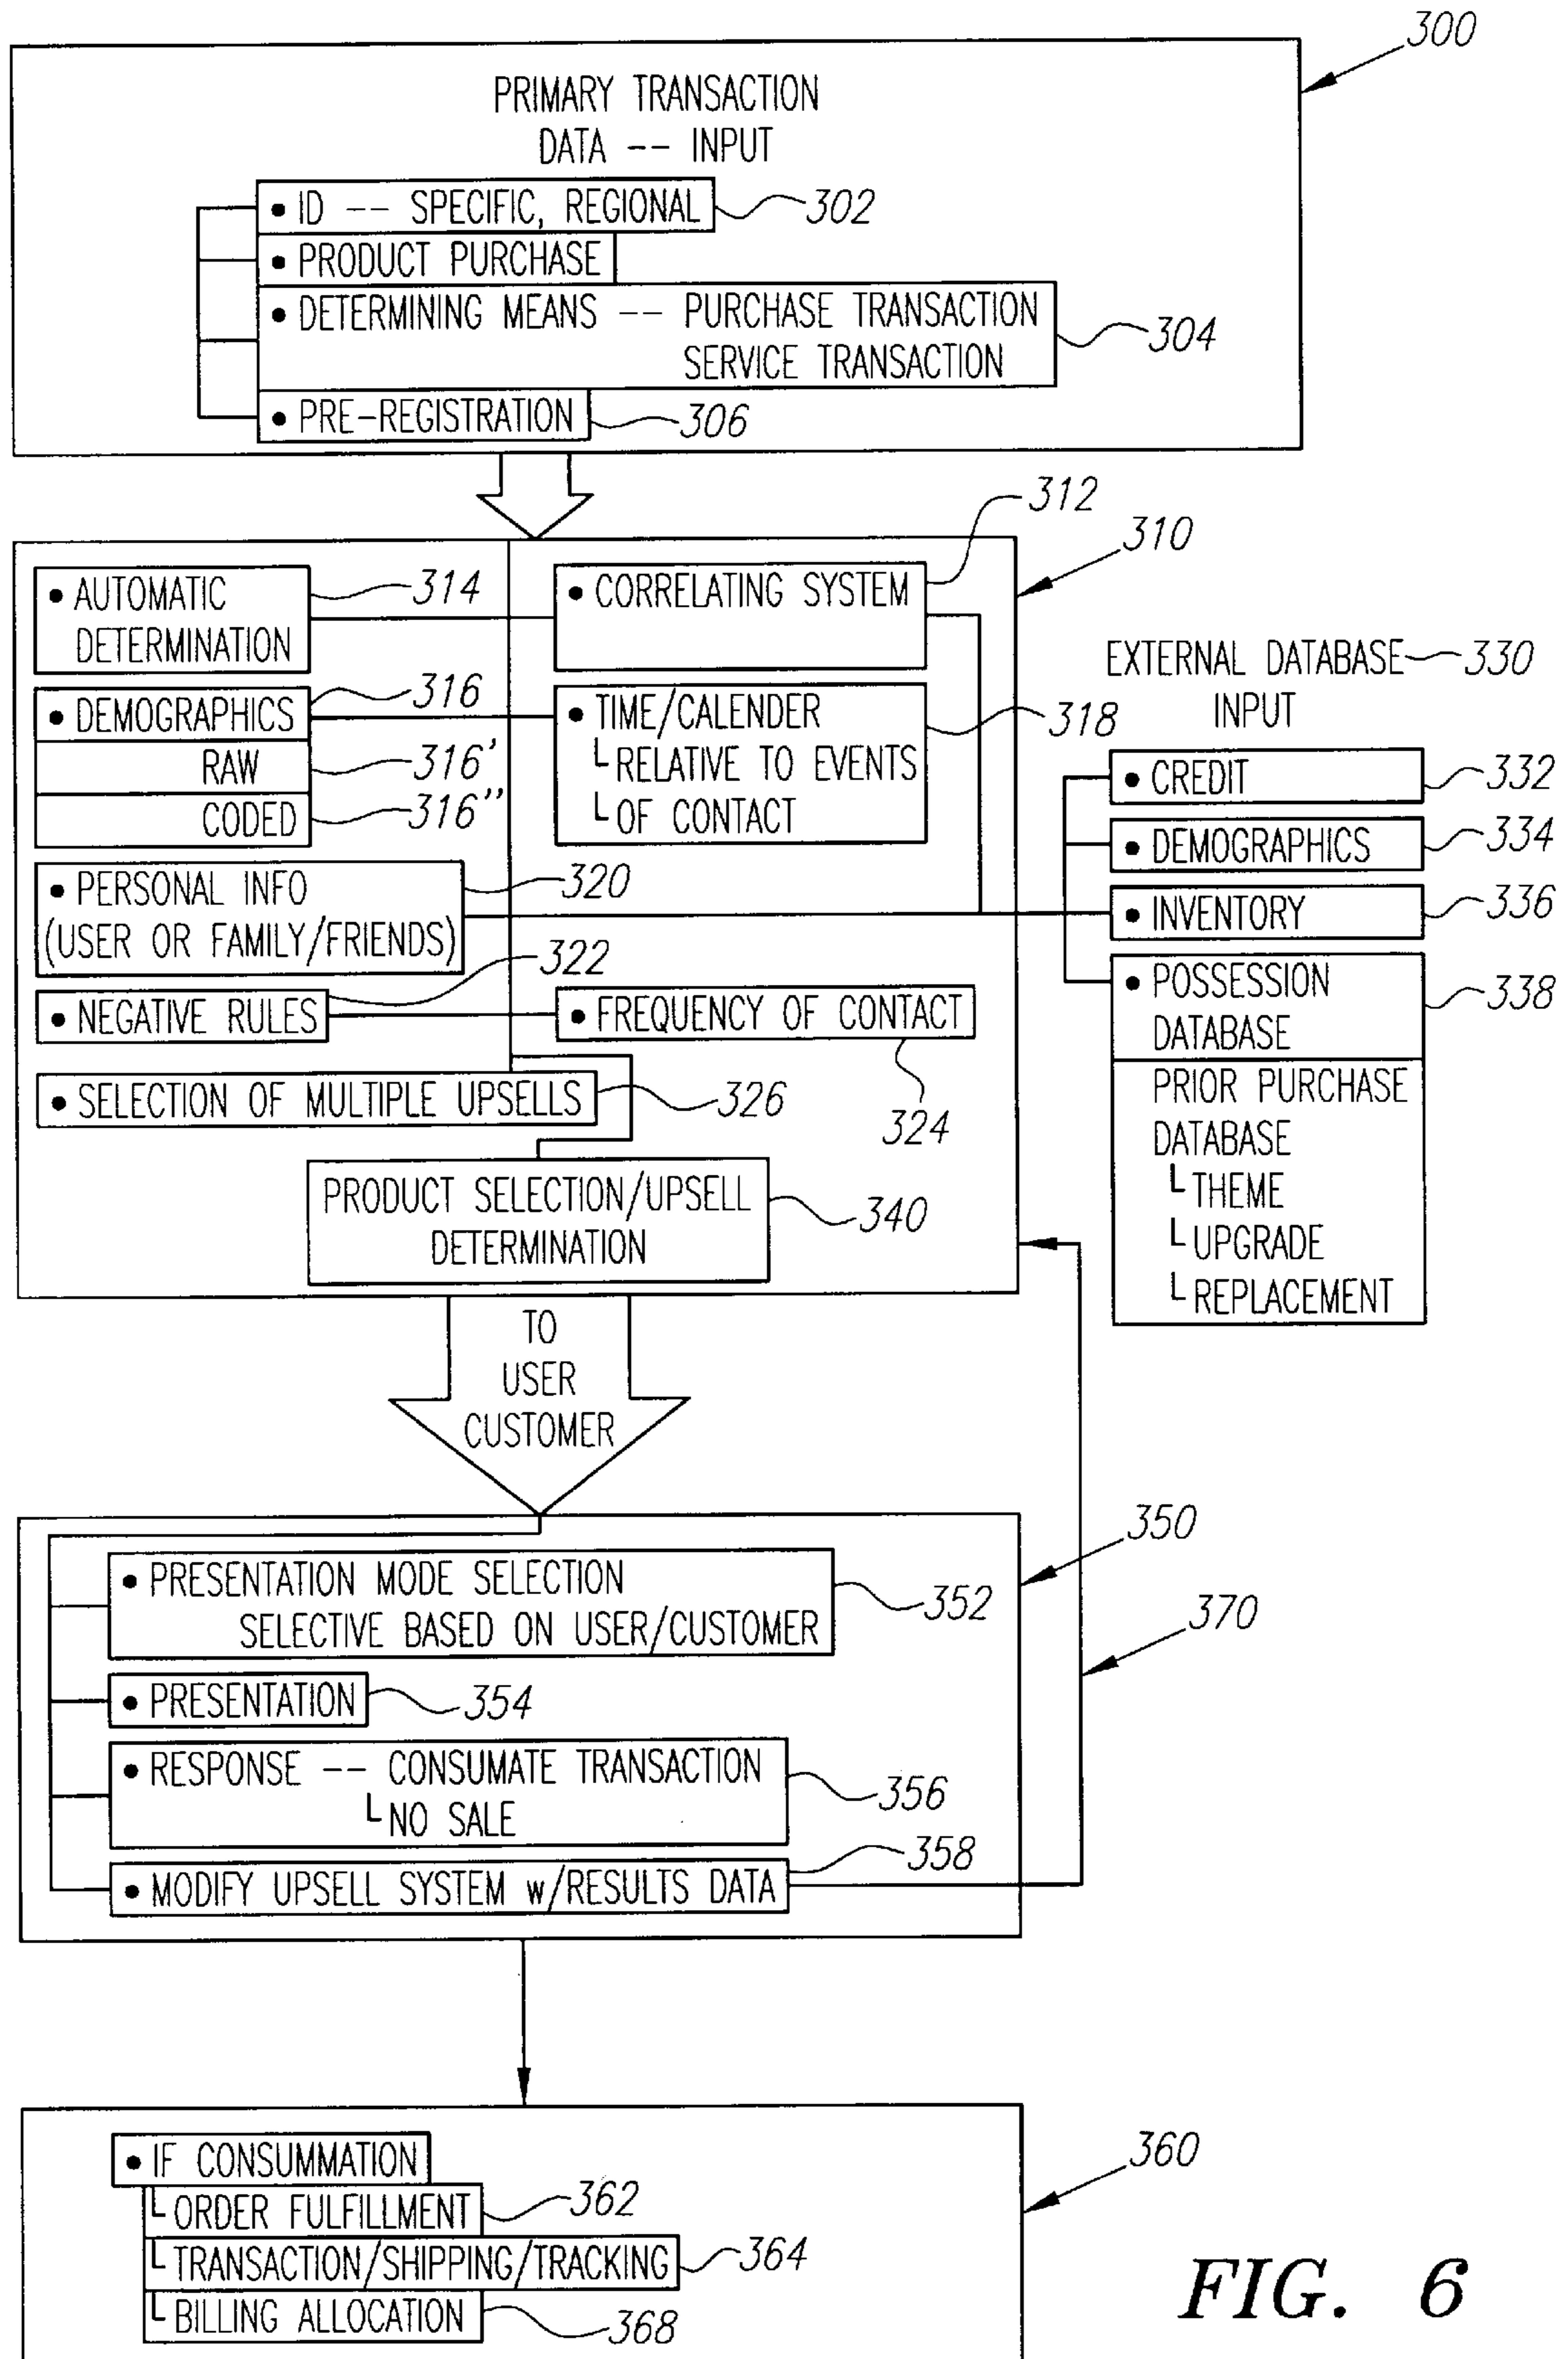 300
PRIMARY TRANSACTION
DATA -- INPUT
• ID -- SPECIFIC, REGIONAL
302
• PRODUCT PURCHASE
• DETERMINING MEANS -- PURCHASE TRANSACTION
SERVICE TRANSACTION
304
• PRE-REGISTRATION
306
310
• AUTOMATIC
DETERMINATION
314
• CORRELATING SYSTEM
312
• DEMOGRAPHICS
316
RAW
316'
CODED
316"
• TIME/CALENDER
└ RELATIVE TO EVENTS
└ OF CONTACT
318
• PERSONAL INFO
(USER OR FAMILY/FRIENDS)
320
• NEGATIVE RULES
322
• FREQUENCY OF CONTACT
324
• SELECTION OF MULTIPLE UPSELLS
326
PRODUCT SELECTION/UPSELL
DETERMINATION
340
EXTERNAL DATABASE
INPUT
330
• CREDIT
332
• DEMOGRAPHICS
334
• INVENTORY
336
• POSSESSION
DATABASE
338
PRIOR PURCHASE
DATABASE
└ THEME
└ UPGRADE
└ REPLACEMENT
TO
USER
CUSTOMER
350
370
• PRESENTATION MODE SELECTION
SELECTIVE BASED ON USER/CUSTOMER
352
• PRESENTATION
354
• RESPONSE -- CONSUMATE TRANSACTION
└ NO SALE
356
• MODIFY UPSELL SYSTEM w/RESULTS DATA
358
360
• IF CONSUMMATION
└ ORDER FULFILLMENT
362
└ TRANSACTION/SHIPPING/TRACKING
364
└ BILLING ALLOCATION
368
FIG. 6